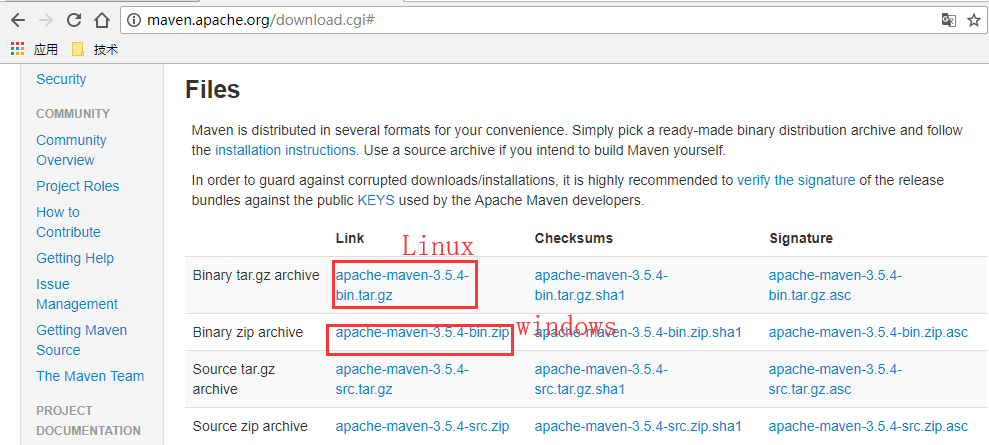 maven.apache.org/download.cgi#
应用 技术
Security
COMMUNITY
Community
Overview
Project Roles
How to
Contribute
Getting Help
Issue
Management
Getting Maven
Source
The Maven Team
PROJECT
DOCUMENTATION
Files
Maven is distributed in several formats for your convenience. Simply pick a ready-made binary distribution archive and follow
the installation instructions. Use a source archive if you intend to build Maven yourself.
In order to guard against corrupted downloads/installations, it is highly recommended to verify the signature of the release
bundles against the public KEYS used by the Apache Maven developers.
Link Checksums Signature
Linux
Binary tar.gz archive apache-maven-3.5.4- apache-maven-3.5.4- apache-maven-3.5.4-
bin.tar.gz bin.tar.gz.sha1 bin.tar.gz.asc
windows
Binary zip archive apache-maven-3.5.4-bin.zip apache-maven-3.5.4-bin.zip.sha1 apache-maven-3.5.4-bin.zip.asc
Source tar.gz apache-maven-3.5.4- apache-maven-3.5.4- apache-maven-3.5.4-
archive src.tar.gz src.tar.gz.sha1 src.tar.gz.asc
Source zip archive apache-maven-3.5.4-src.zip apache-maven-3.5.4-src.zip.sha1 apache-maven-3.5.4-src.zip.asc